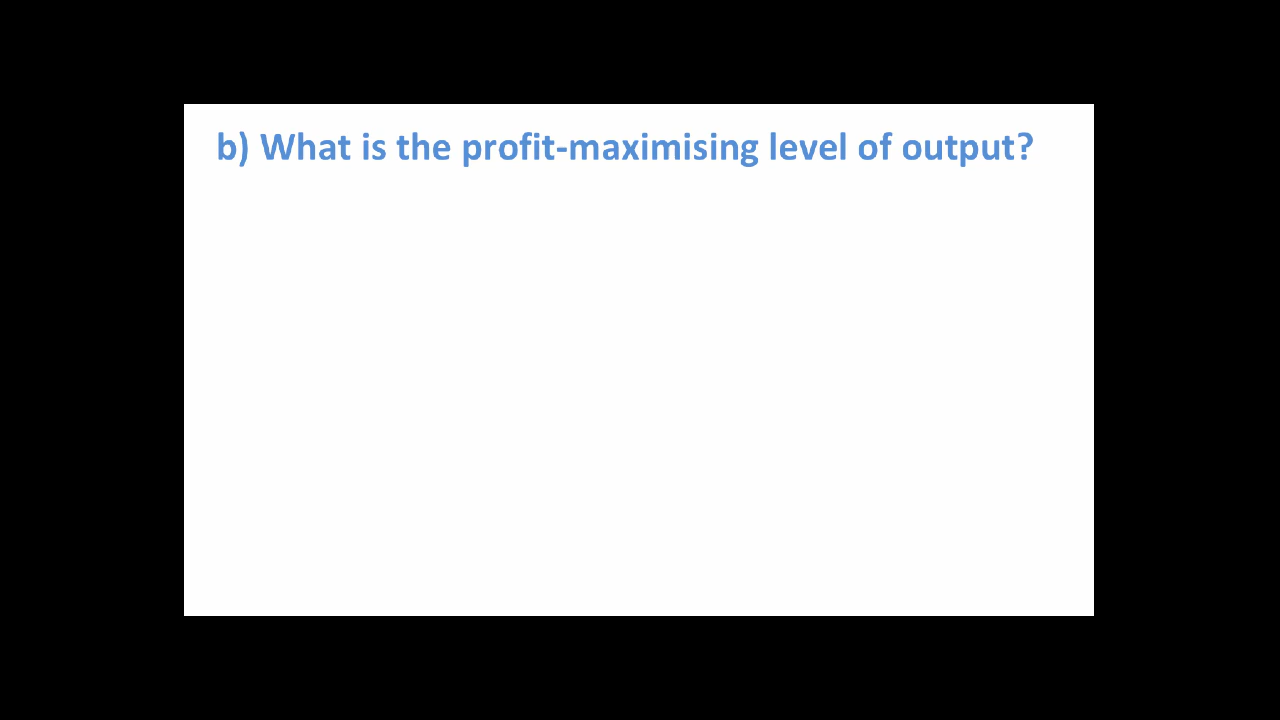 b) What is the profit-maximising level of output?